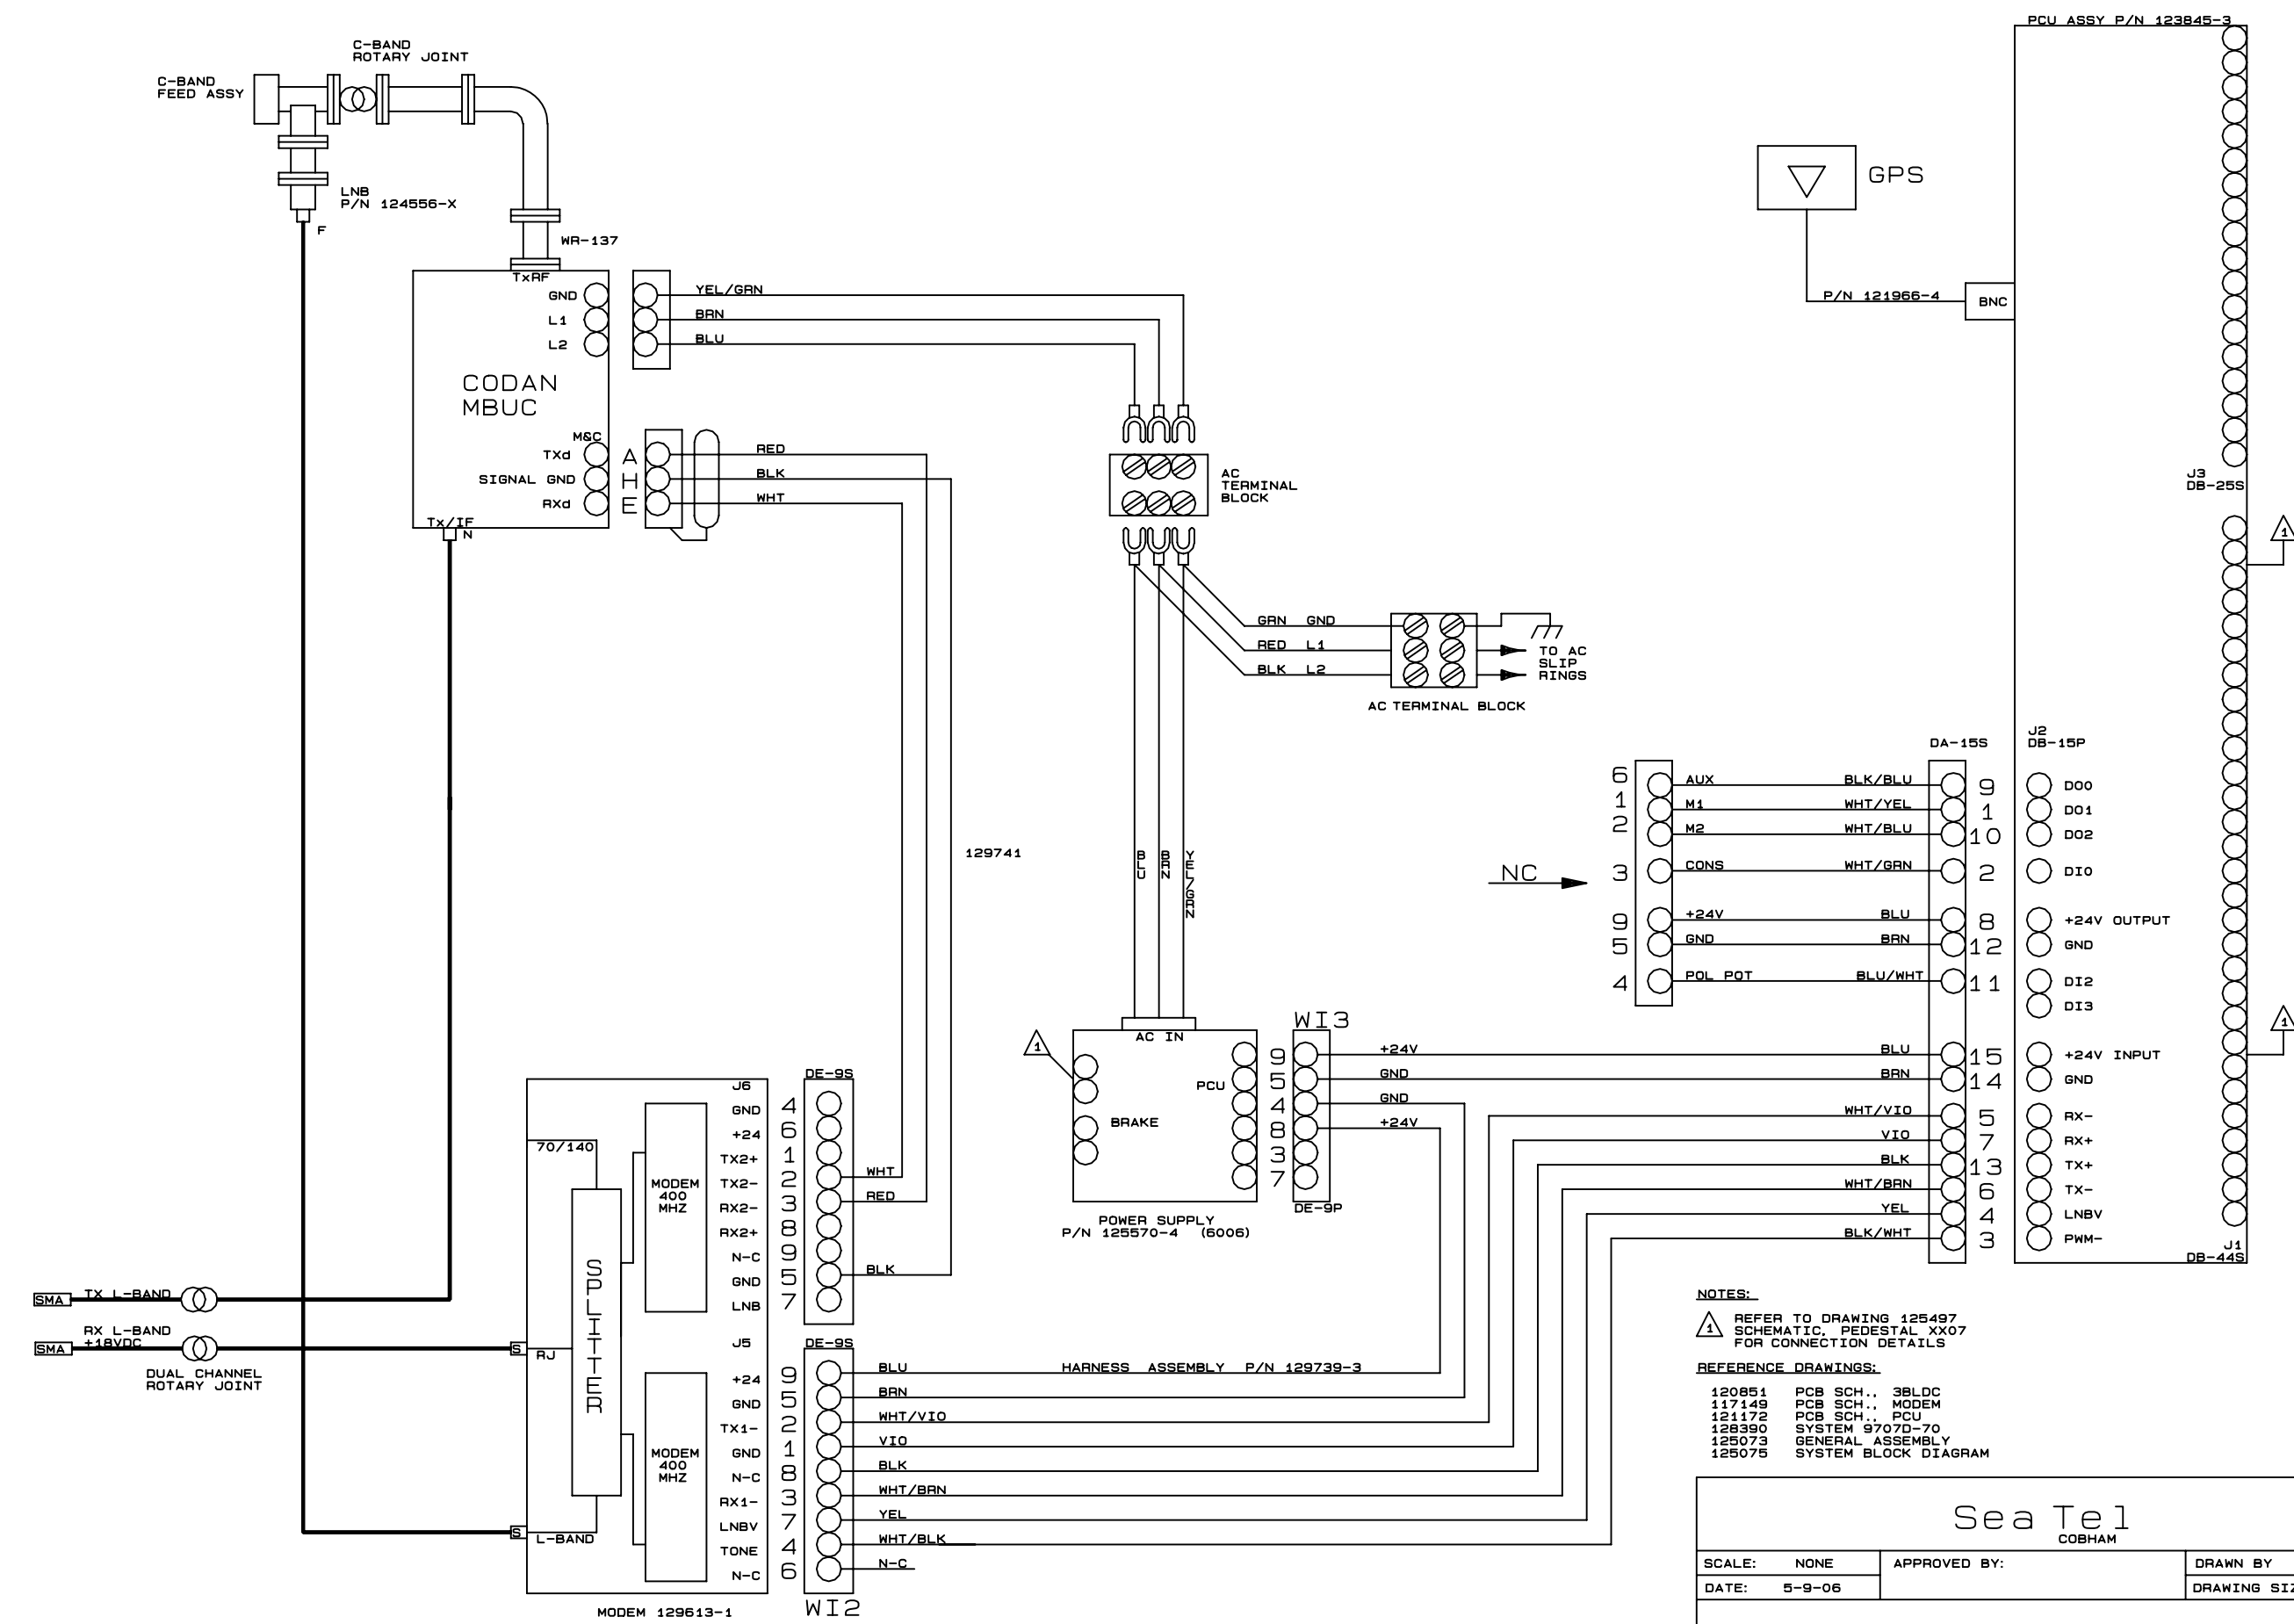 PCU ASSY P/N 123845-3
C-BAND
ROTARY JOINT
C-BAND
FEED ASSY
LNB
P/N 124556-X
F
WR-137
TxRF
GND
L1
L2
CODAN
MBUC
M&C
TXd
SIGNAL GND
RXd
Tx/IF
N
A
H
E
YEL/GRN
BRN
BLU
RED
BLK
WHT
AC
TERMINAL
BLOCK
GRN GND
RED L1
BLK L2
TO AC
SLIP
RINGS
AC TERMINAL BLOCK
GPS
P/N 121966-4
BNC
J3
DB-25S
1
1
129741
BLU
BRN
YEL/GRN
NC
DA-15S
J2
DB-15P
6 AUX BLK/BLU 9 DO0
1 M1 WHT/YEL 1 DO1
2 M2 WHT/BLU 10 DO2
3 CONS WHT/GRN 2 DI0
9 +24V BLU 8 +24V OUTPUT
5 GND BRN 12 GND
4 POL POT BLU/WHT 11 DI2
DI3
BLU 15 +24V INPUT
BRN 14 GND
WHT/VIO 5 RX-
VIO 7 RX+
BLK 13 TX+
WHT/BRN 6 TX-
YEL 4 LNBV
BLK/WHT 3 PWM-
J1
DB-44S
1
AC IN
PCU
BRAKE
WI3
9 +24V
5 GND
4 GND
8 +24V
3
7
DE-9P
POWER SUPPLY
P/N 125570-4 (6006)
J6
DE-9S
GND 4
+24 6
TX2+ 1
TX2- 2 WHT
RX2- 3 RED
RX2+ 8
N-C 9
GND 5 BLK
LNB 7
70/140
MODEM
400
MHZ
SPLITTER
SMA TX L-BAND
RX L-BAND
SMA +18VDC
DUAL CHANNEL
ROTARY JOINT
S RJ
J5
DE-9S
+24 9 BLU HARNESS ASSEMBLY P/N 129739-3
GND 5 BRN
TX1- 2 WHT/VIO
GND 1 VIO
N-C 8 BLK
RX1- 3 WHT/BRN
LNBV 7 YEL
TONE 4 WHT/BLK
N-C 6 N-C
MODEM
400
MHZ
S
L-BAND
MODEM 129613-1
WI2
NOTES:
1 REFER TO DRAWING 125497
SCHEMATIC, PEDESTAL XX07
FOR CONNECTION DETAILS
REFERENCE DRAWINGS:
120851 PCB SCH., 3BLDC
117149 PCB SCH., MODEM
121172 PCB SCH., PCU
128390 SYSTEM 9707D-70
125073 GENERAL ASSEMBLY
125075 SYSTEM BLOCK DIAGRAM
Sea Tel
COBHAM
SCALE: NONE APPROVED BY: DRAWN BY
DATE: 5-9-06 DRAWING SIZ